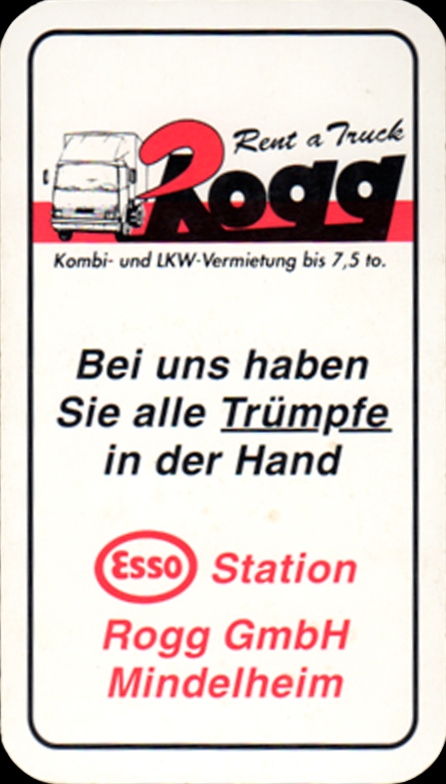 Rent a Truck
Rogg
Kombi- und LKW-Vermietung bis 7,5 to.
Bei uns haben
Sie alle Trümpfe
in der Hand
Esso Station
Rogg GmbH
Mindelheim